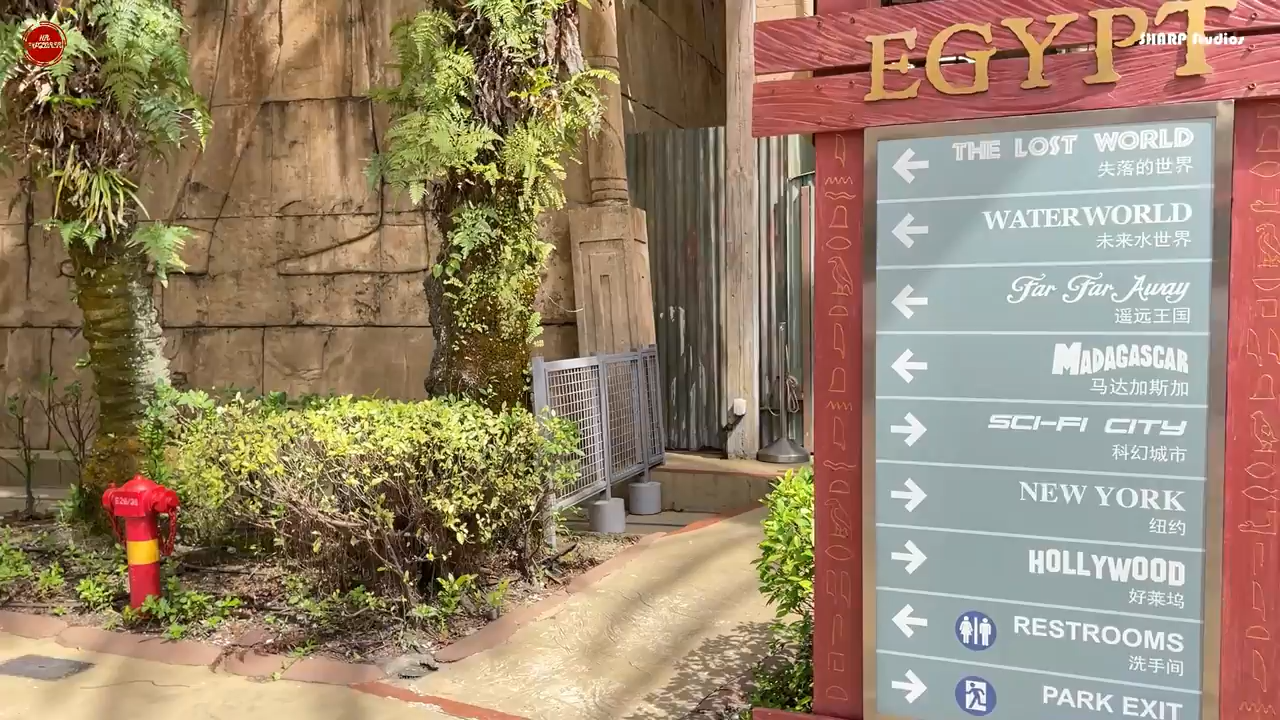 SHARP Studios
EGYPT
THE LOST WORLD
失落的世界
WATERWORLD
未来水世界
Far Far Away
遥远王国
MADAGASCAR
马达加斯加
SCI-FI CITY
科幻城市
NEW YORK
纽约
HOLLYWOOD
好莱坞
RESTROOMS
洗手间
PARK EXIT